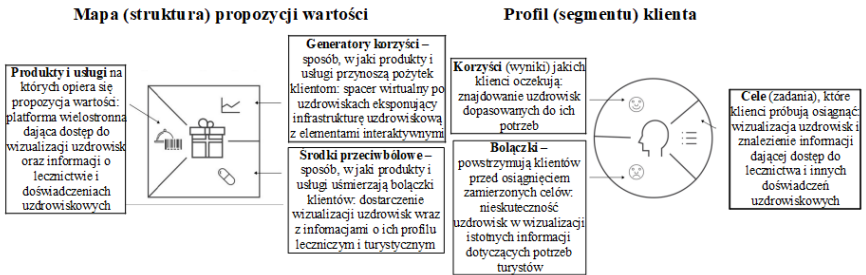 Mapa (struktura) propozycji wartości
Profil (segmentu) klienta
Produkty i usługi na
których opiera się
propozycja wartości:
platforma wielostronna
dająca dostęp do
wizualizacji uzdrowisk
oraz informacji o
lecznictwie i
doświadczeniach
uzdrowiskowych
Generatory korzyści –
sposób, w jaki produkty i
usługi przynoszą pożytek
klientom: spacer wirtualny po
uzdrowiskach eksponujący
infrastrukturę uzdrowiskową
z elementami interaktywnymi
Środki przeciwbólowe –
sposób, w jaki produkty i
usługi uśmierzają bolączki
klientów: dostarczenie
wizualizacji uzdrowisk wraz
z infomacjami o ich profilu
leczniczym i turystycznym
Korzyści (wyniki) jakich
klienci oczekują:
znajdowanie uzdrowisk
dopasowanych do ich
potrzeb
Bolączki –
powstrzymują klientów
przed osiągnięciem
zamierzonych celów:
nieskuteczność
uzdrowisk w wizualizacji
istotnych informacji
dotyczących potrzeb
turystów
Cele (zadania), które
klienci próbują osiągnąć:
wizualizacja uzdrowisk i
znalezienie informacji
dającej dostęp do
lecznictwa i innych
doświadczeń
uzdrowiskowych